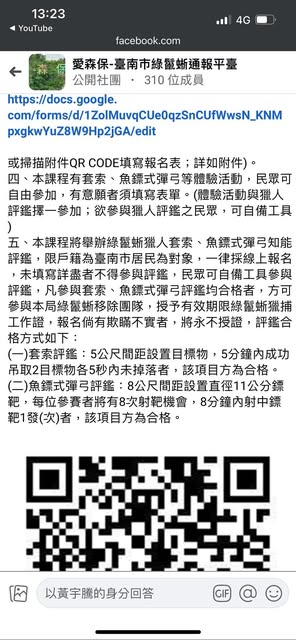 13:23
4G
YouTube
facebook.com
愛森保-臺南市綠鬣蜥通報平臺
公開社團 · 310 位成員
https://docs.google.
com/forms/d/1ZolMuvqCUe0qzSnCUfWwsN_KNM
pxgkwYuZ8W9Hp2jGA/edit
或掃描附件QR CODE填寫報名表；詳如附件)。
四、本課程有套索、魚鏢式彈弓等體驗活動，民眾可
自由參加，有意願者須填寫表單。(體驗活動與獵人
評鑑擇一參加；欲參與獵人評鑑之民眾，可自備工具
)
五、本課程將舉辦綠鬣蜥獵人套索、魚鏢式彈弓知能
評鑑，限戶籍為臺南市居民為對象，一律採線上報名
，未填寫詳盡者不得參與評鑑，民眾可自備工具參與
評鑑，凡參與套索、魚鏢式彈弓評鑑均合格者，方可
參與本局綠鬣蜥移除團隊，授予有效期限綠鬣蜥獵捕
工作證，報名倘有欺瞞不實者，將永不授證，評鑑合
格方式如下：
(一)套索評鑑：5公尺間距設置目標物，5分鐘內成功
吊取2目標物各5秒內未掉落者，該項目方為合格。
(二)魚鏢式彈弓評鑑：8公尺間距設置直徑11公分鏢
靶，每位參賽者將有8次射靶機會，8分鐘內射中鏢
靶1發(次)者，該項目方為合格。
以黃宇騰的身分回答
GIF